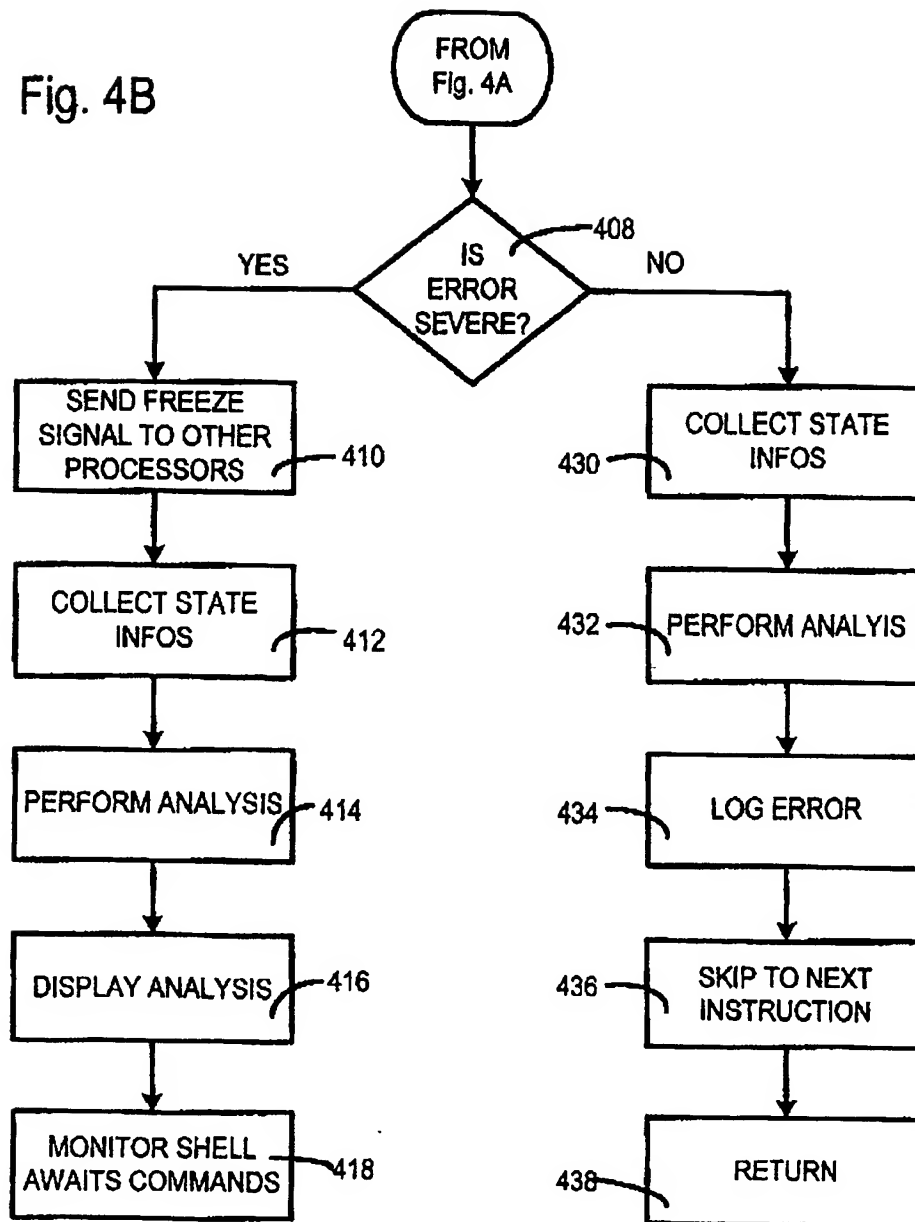 Fig. 4B
FROM
Fig. 4A
IS
ERROR
SEVERE?
408
YES
NO
SEND FREEZE
SIGNAL TO OTHER
PROCESSORS
410
COLLECT STATE
INFOS
412
PERFORM ANALYSIS
414
DISPLAY ANALYSIS
416
MONITOR SHELL
AWAITS COMMANDS
418
COLLECT STATE
INFOS
430
PERFORM ANALYIS
432
LOG ERROR
434
SKIP TO NEXT
INSTRUCTION
436
RETURN
438